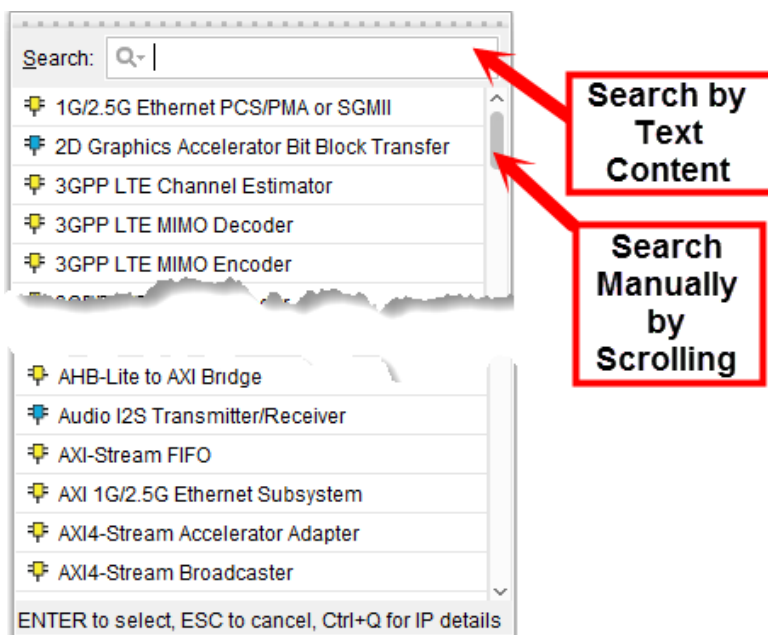 Search:
1G/2.5G Ethernet PCS/PMA or SGMII
2D Graphics Accelerator Bit Block Transfer
3GPP LTE Channel Estimator
3GPP LTE MIMO Decoder
3GPP LTE MIMO Encoder
AHB-Lite to AXI Bridge
Audio I2S Transmitter/Receiver
AXI-Stream FIFO
AXI 1G/2.5G Ethernet Subsystem
AXI4-Stream Accelerator Adapter
AXI4-Stream Broadcaster
ENTER to select, ESC to cancel, Ctrl+Q for IP details
Search by
Text
Content
Search
Manually
by
Scrolling